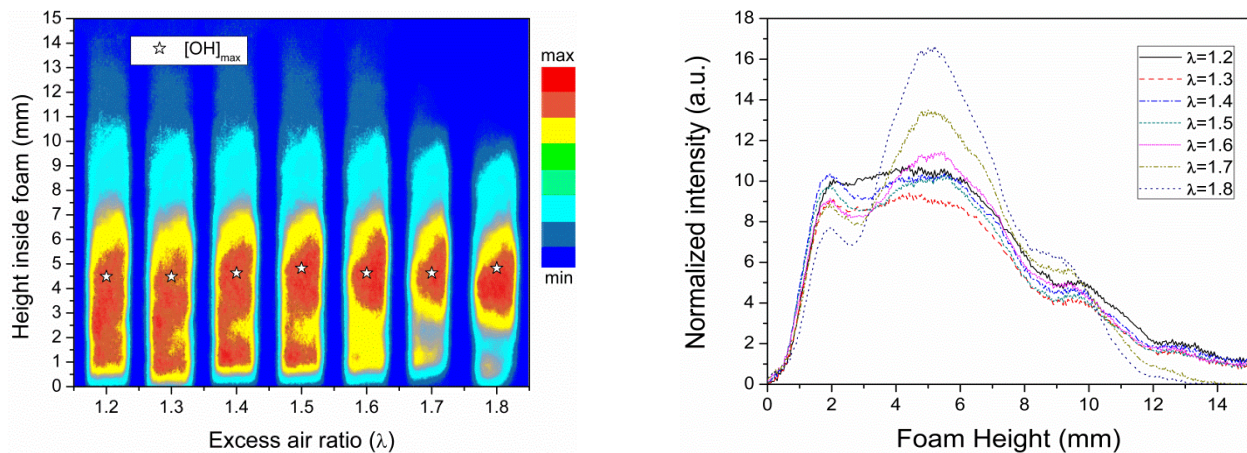 15
14
13
12
11
10
9
8
7
6
5
4
3
2
1
0
Height inside foam (mm)
☆ [OH]max
max
min
1.2 1.3 1.4 1.5 1.6 1.7 1.8
Excess air ratio (λ)
18
16
14
12
10
8
6
4
2
0
Normalized intensity (a.u.)
λ=1.2
λ=1.3
λ=1.4
λ=1.5
λ=1.6
λ=1.7
λ=1.8
0 2 4 6 8 10 12 14
Foam Height (mm)